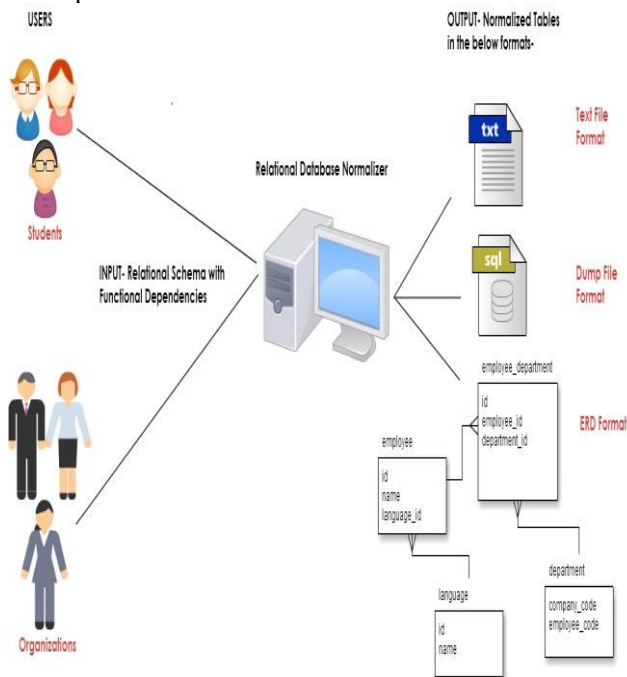 USERS
OUTPUT- Normalized Tables
in the below formats-
txt
Text File
Format
Relational Database Normalizer
Students
INPUT- Relational Schema with
Functional Dependencies
sql
Dump File
Format
employee_department
id
employee_id
department_id
ERD Format
employee
id
name
language_id
language
id
name
department
company_code
employee_code
Organizations